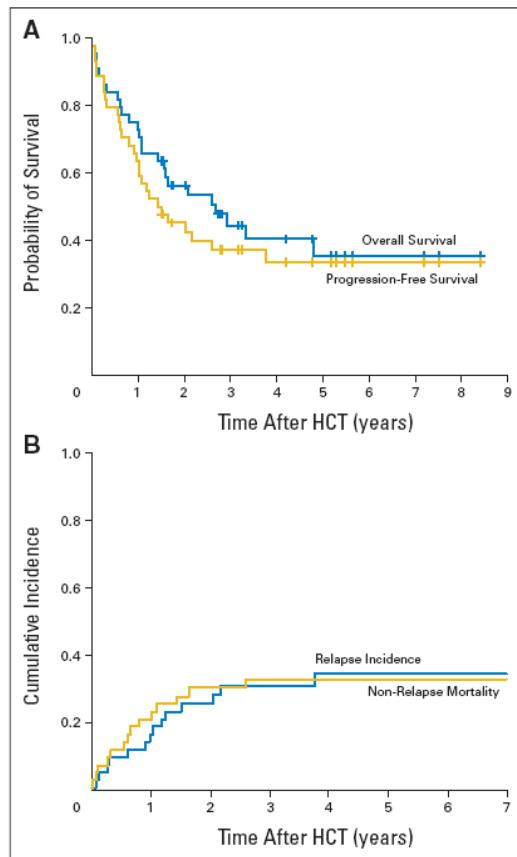 A
1.0
0.8
0.6
0.4
0.2
Probability of Survival
Overall Survival
Progression-Free Survival
0 1 2 3 4 5 6 7 8 9
Time After HCT (years)
B
1.0
0.8
0.6
0.4
0.2
Cumulative Incidence
Relapse Incidence
Non-Relapse Mortality
0 1 2 3 4 5 6 7
Time After HCT (years)